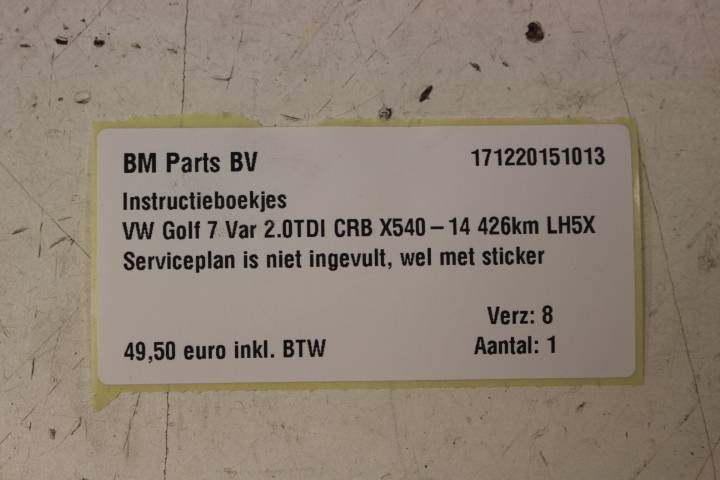 BM Parts BV 171220151013
Instructieboekjes
VW Golf 7 Var 2.0TDI CRB X540 – 14 426km LH5X
Serviceplan is niet ingevult, wel met sticker
Verz: 8
49,50 euro inkl. BTW Aantal: 1